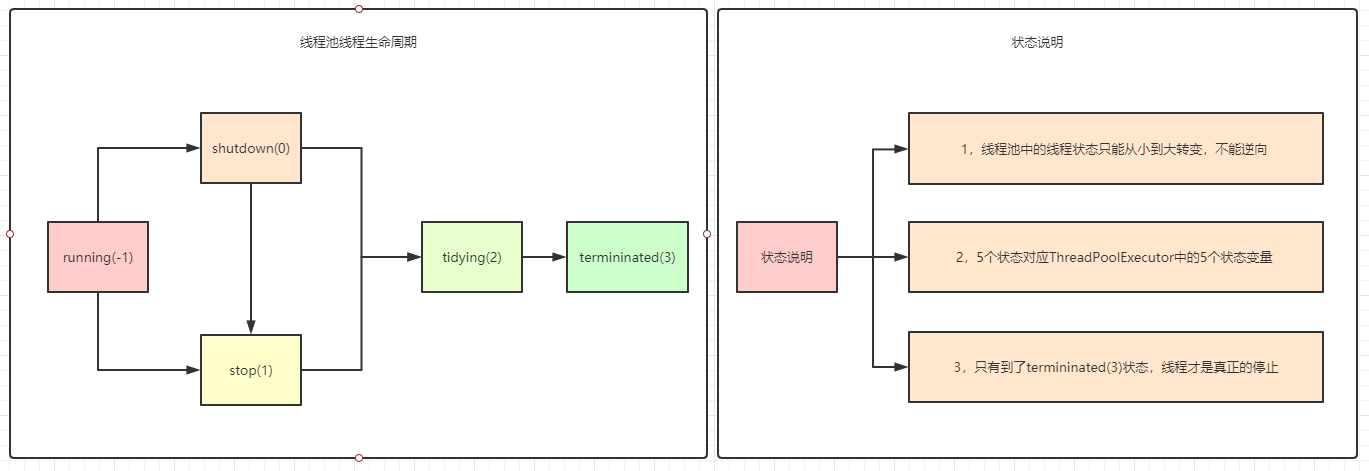 线程池线程生命周期
shutdown(0)
running(-1)
tidying(2)
termininated(3)
stop(1)
状态说明
状态说明
1，线程池中的线程状态只能从小到大转变，不能逆向
2，5个状态对应ThreadPoolExecutor中的5个状态变量
3，只有到了termininated(3)状态，线程才是真正的停止